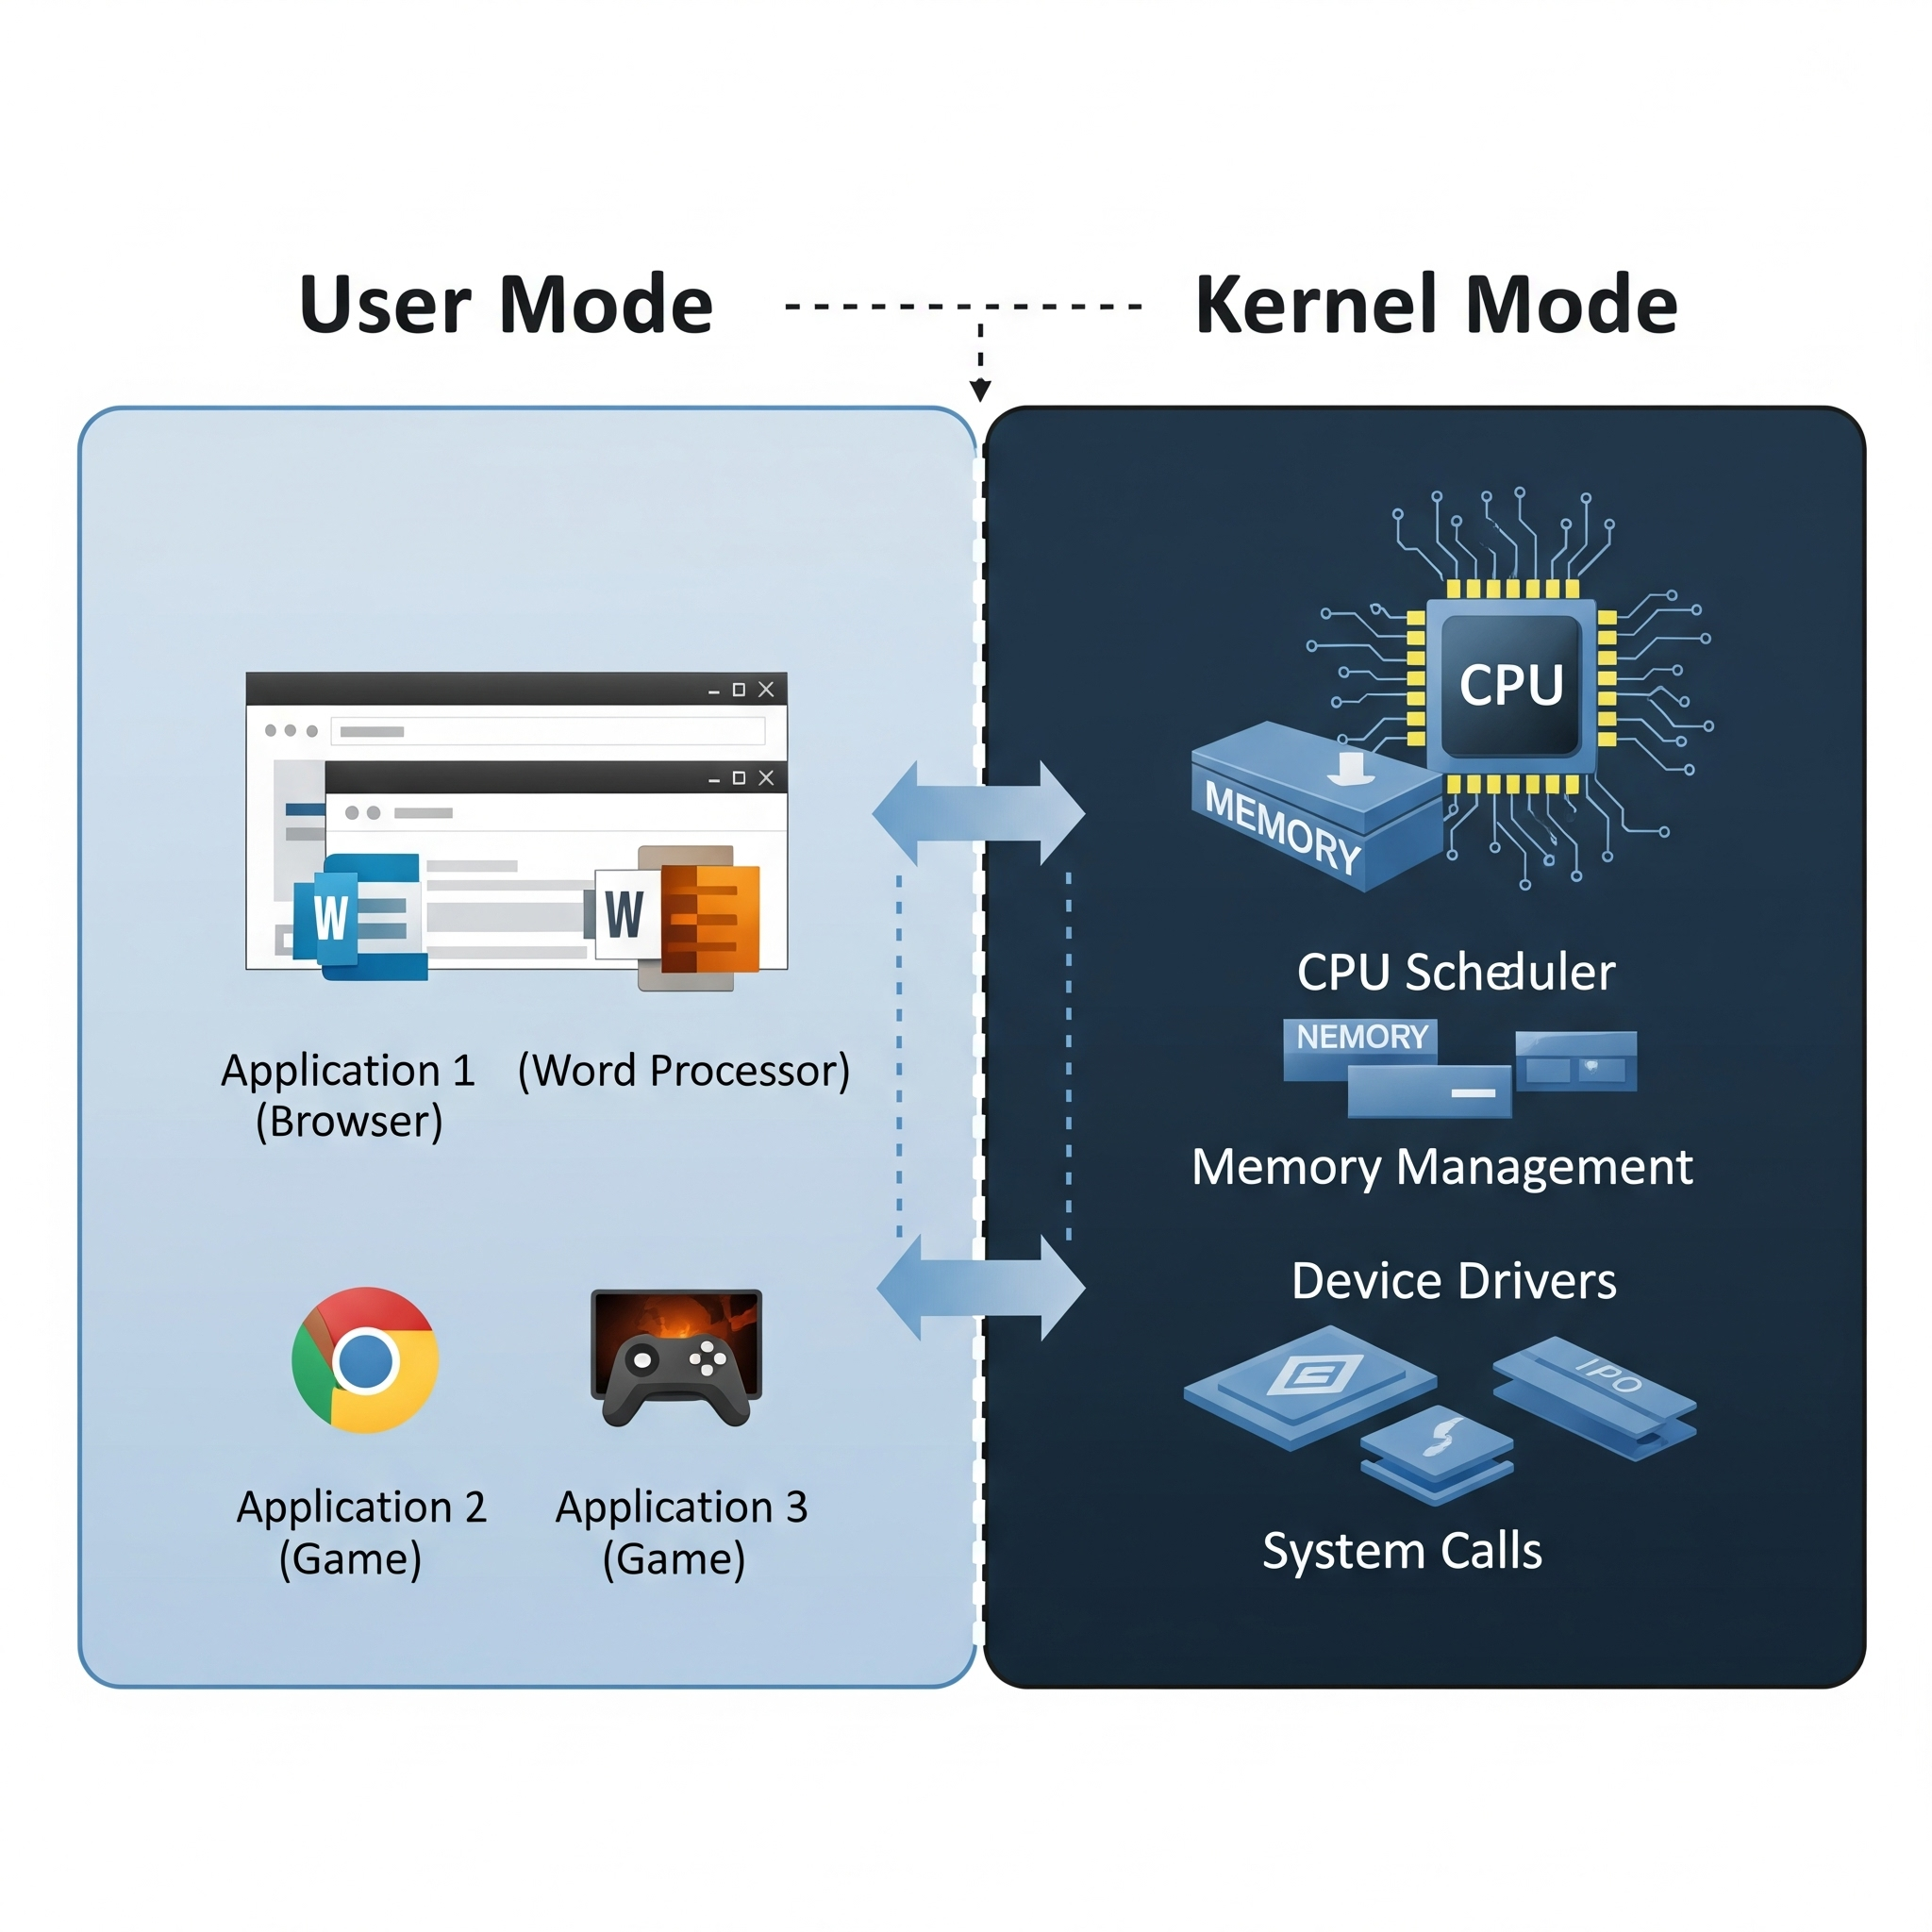 User Mode
Kernel Mode
CPU
MEMORY
W
W
CPU Scheduler
NEMORY
Application 1
(Word Processor)
(Browser)
Memory Management
Device Drivers
IPO
Application 2
Application 3
(Game)
(Game)
System Calls